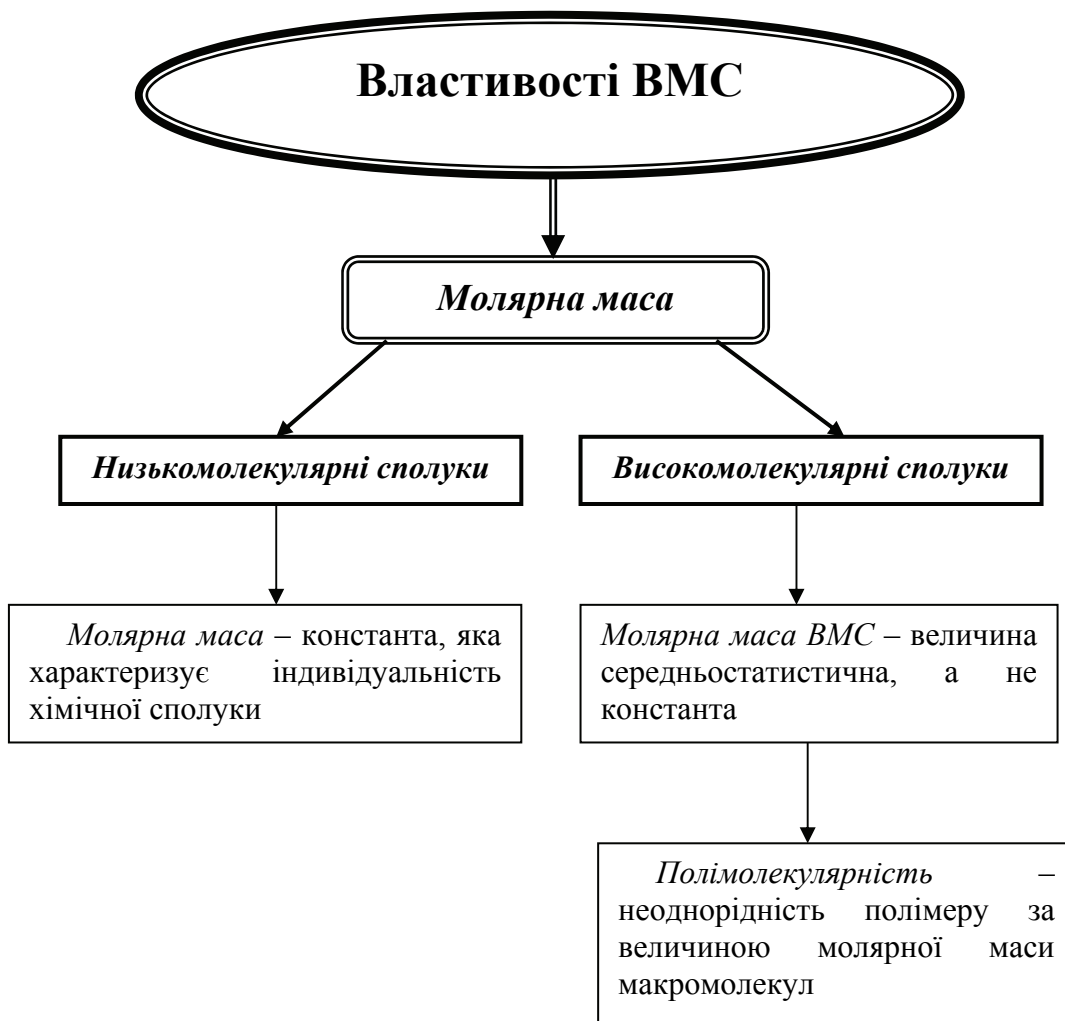 Властивості ВМС
Молярна маса
Низькомолекулярні сполуки
Високомолекулярні сполуки
Молярна маса – константа, яка
характеризує індивідуальність
хімічної сполуки
Молярна маса ВМС – величина
середньостатистична, а не
константа
Полімолекулярність –
неоднорідність полімеру за
величиною молярної маси
макромолекул